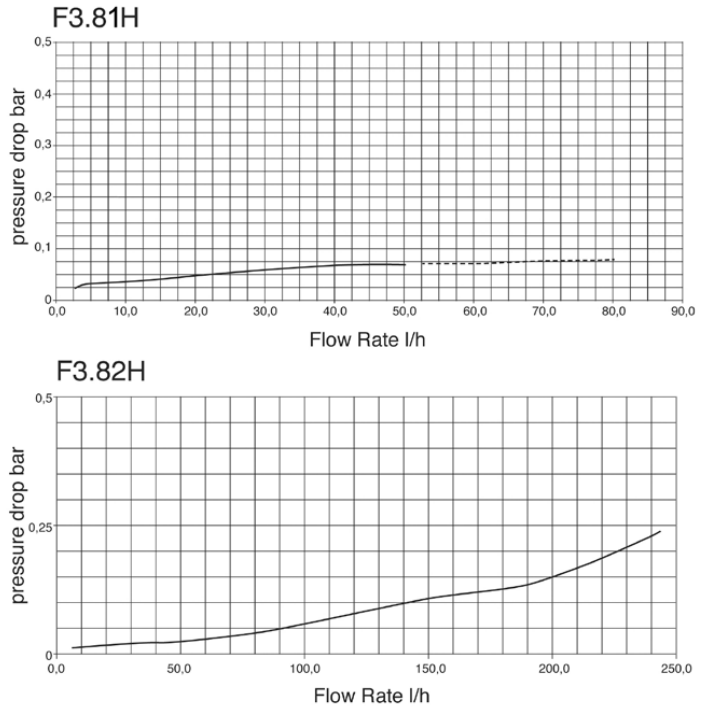 F3.81H
0,5
0,4
0,3
0,2
0,1
0
pressure drop bar
0,0 10,0 20,0 30,0 40,0 50,0 60,0 70,0 80,0 90,0
Flow Rate l/h
F3.82H
0,5
0,25
0
pressure drop bar
0,0 50,0 100,0 150,0 200,0 250,0
Flow Rate l/h